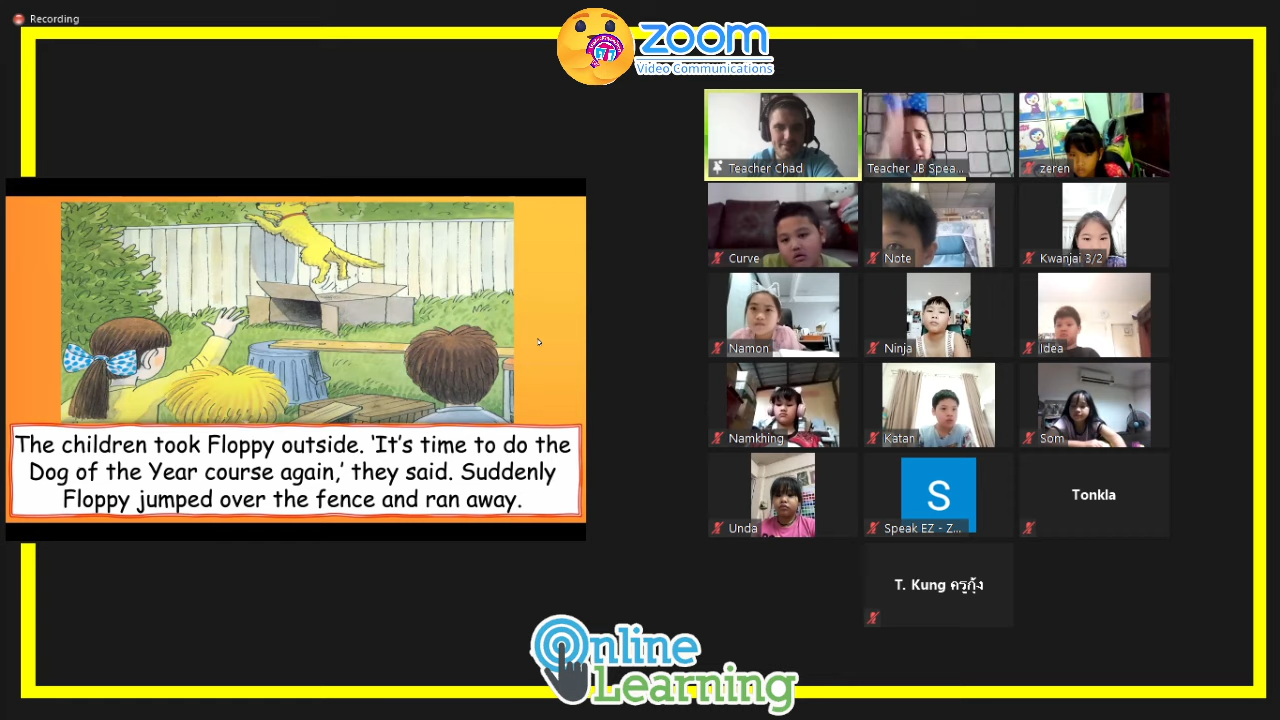 Recording
zoom
Video Communications
Teacher Chad
Teacher JB Spea...
zeren
Curve
Note
Kwanjai 3/2
Namon
Ninja
Idea
Namkhing
Katan
Som
Unda
S
Speak EZ - Z...
Tonkla
T. Kung ครูกุ้ง
The children took Floppy outside. ‘It’s time to do the
Dog of the Year course again,’ they said. Suddenly
Floppy jumped over the fence and ran away.
Online
Learning